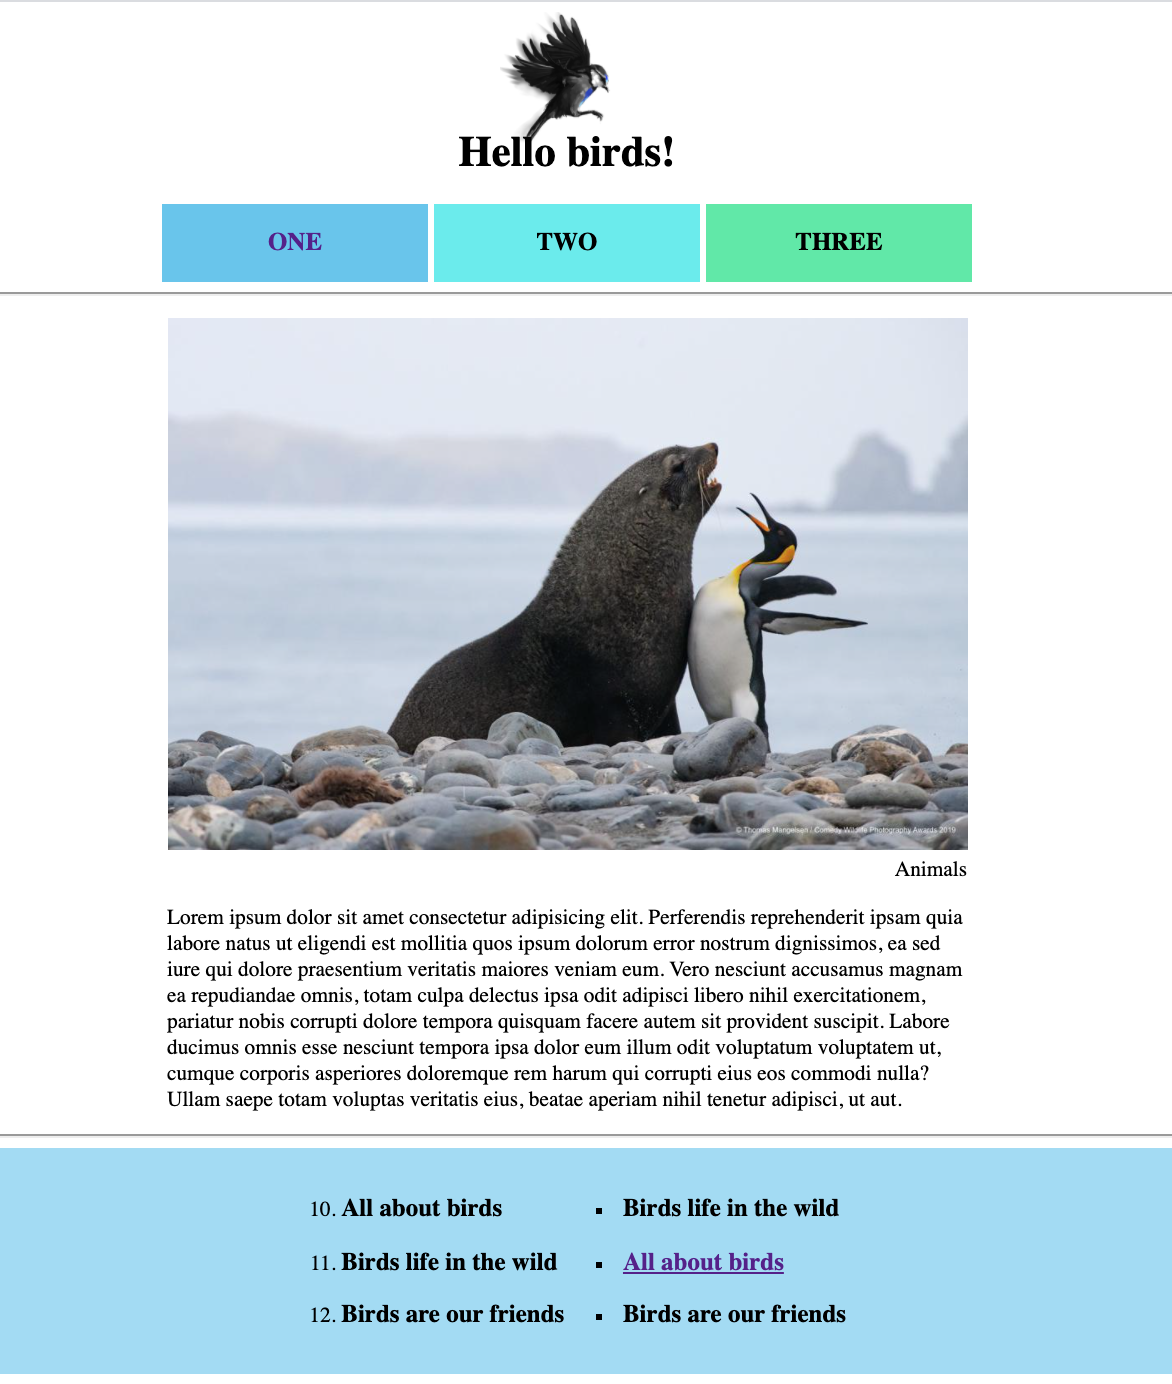 Hello birds!
ONE
TWO
THREE
© Thomas Mangelsen / Comedy Wildlife Photography Awards 2019
Animals
Lorem ipsum dolor sit amet consectetur adipisicing elit. Perferendis reprehenderit ipsam quia
labore natus ut eligendi est mollitia quos ipsum dolorum error nostrum dignissimos, ea sed
iure qui dolore praesentium veritatis maiores veniam eum. Vero nesciunt accusamus magnam
ea repudiandae omnis, totam culpa delectus ipsa odit adipisci libero nihil exercitationem,
pariatur nobis corrupti dolore tempora quisquam facere autem sit provident suscipit. Labore
ducimus omnis esse nesciunt tempora ipsa dolor eum illum odit voluptatum voluptatem ut,
cumque corporis asperiores doloremque rem harum qui corrupti eius eos commodi nulla?
Ullam saepe totam voluptas veritatis eius, beatae aperiam nihil tenetur adipisci, ut aut.
10. All about birds
11. Birds life in the wild
12. Birds are our friends
▪ Birds life in the wild
▪ All about birds
▪ Birds are our friends